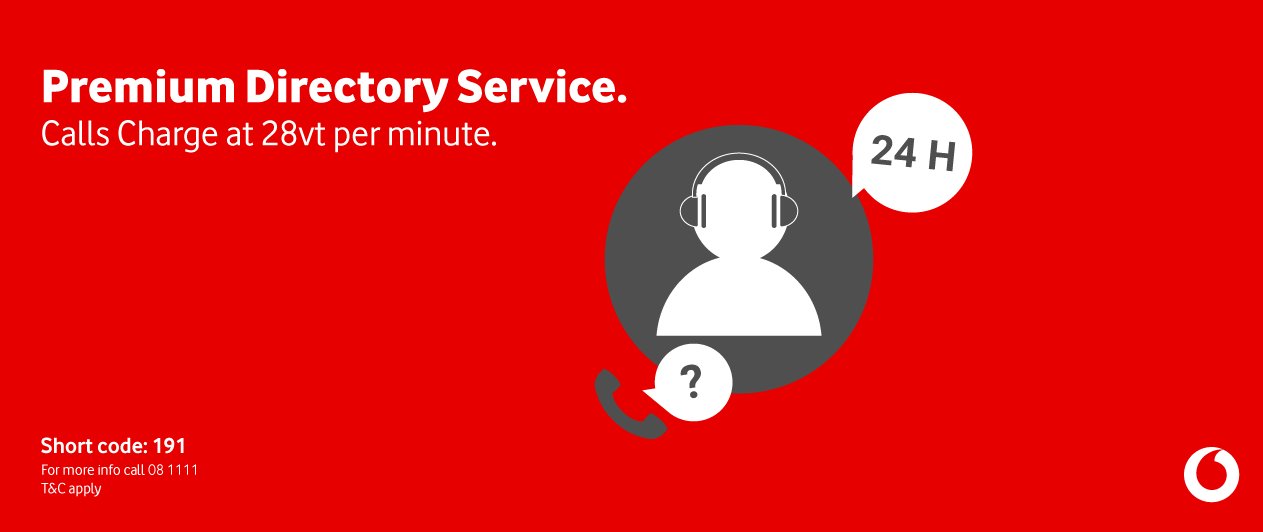 Premium Directory Service.
Calls Charge at 28vt per minute.
24 H
?
Short code: 191
For more info call 08 1111
T&C apply